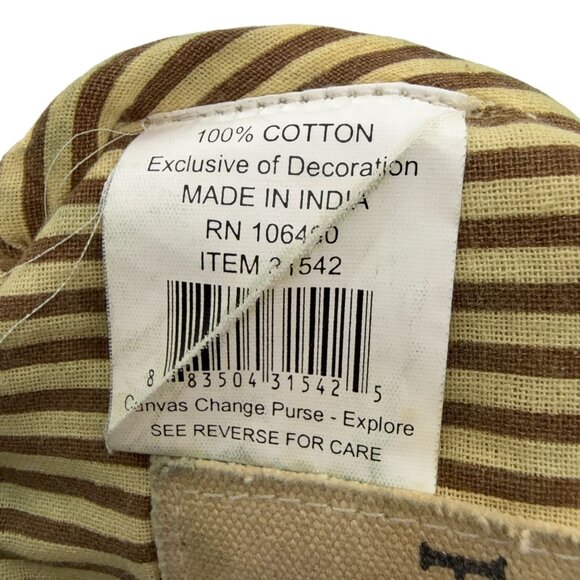 100% COTTON
Exclusive of Decoration
MADE IN INDIA
RN 106490
ITEM 31542
8 83504 31542 5
Canvas Change Purse - Explore
SEE REVERSE FOR CARE